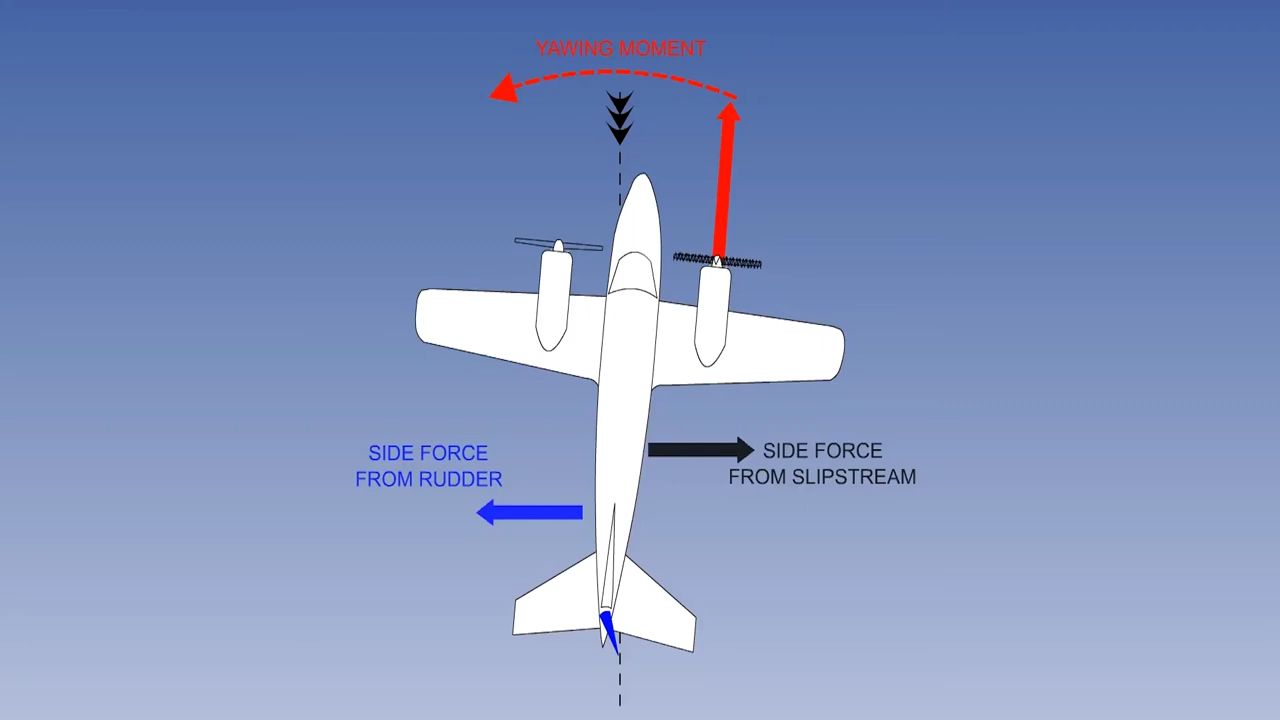 YAWING MOMENT
SIDE FORCE
FROM RUDDER
SIDE FORCE
FROM SLIPSTREAM